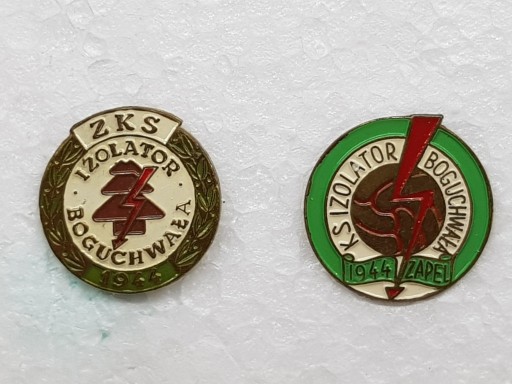 ZKS
IZOLATOR
BOGUCHWAŁA
1944
KS IZOLATOR BOGUCHWAŁA
1944 ZAPEL